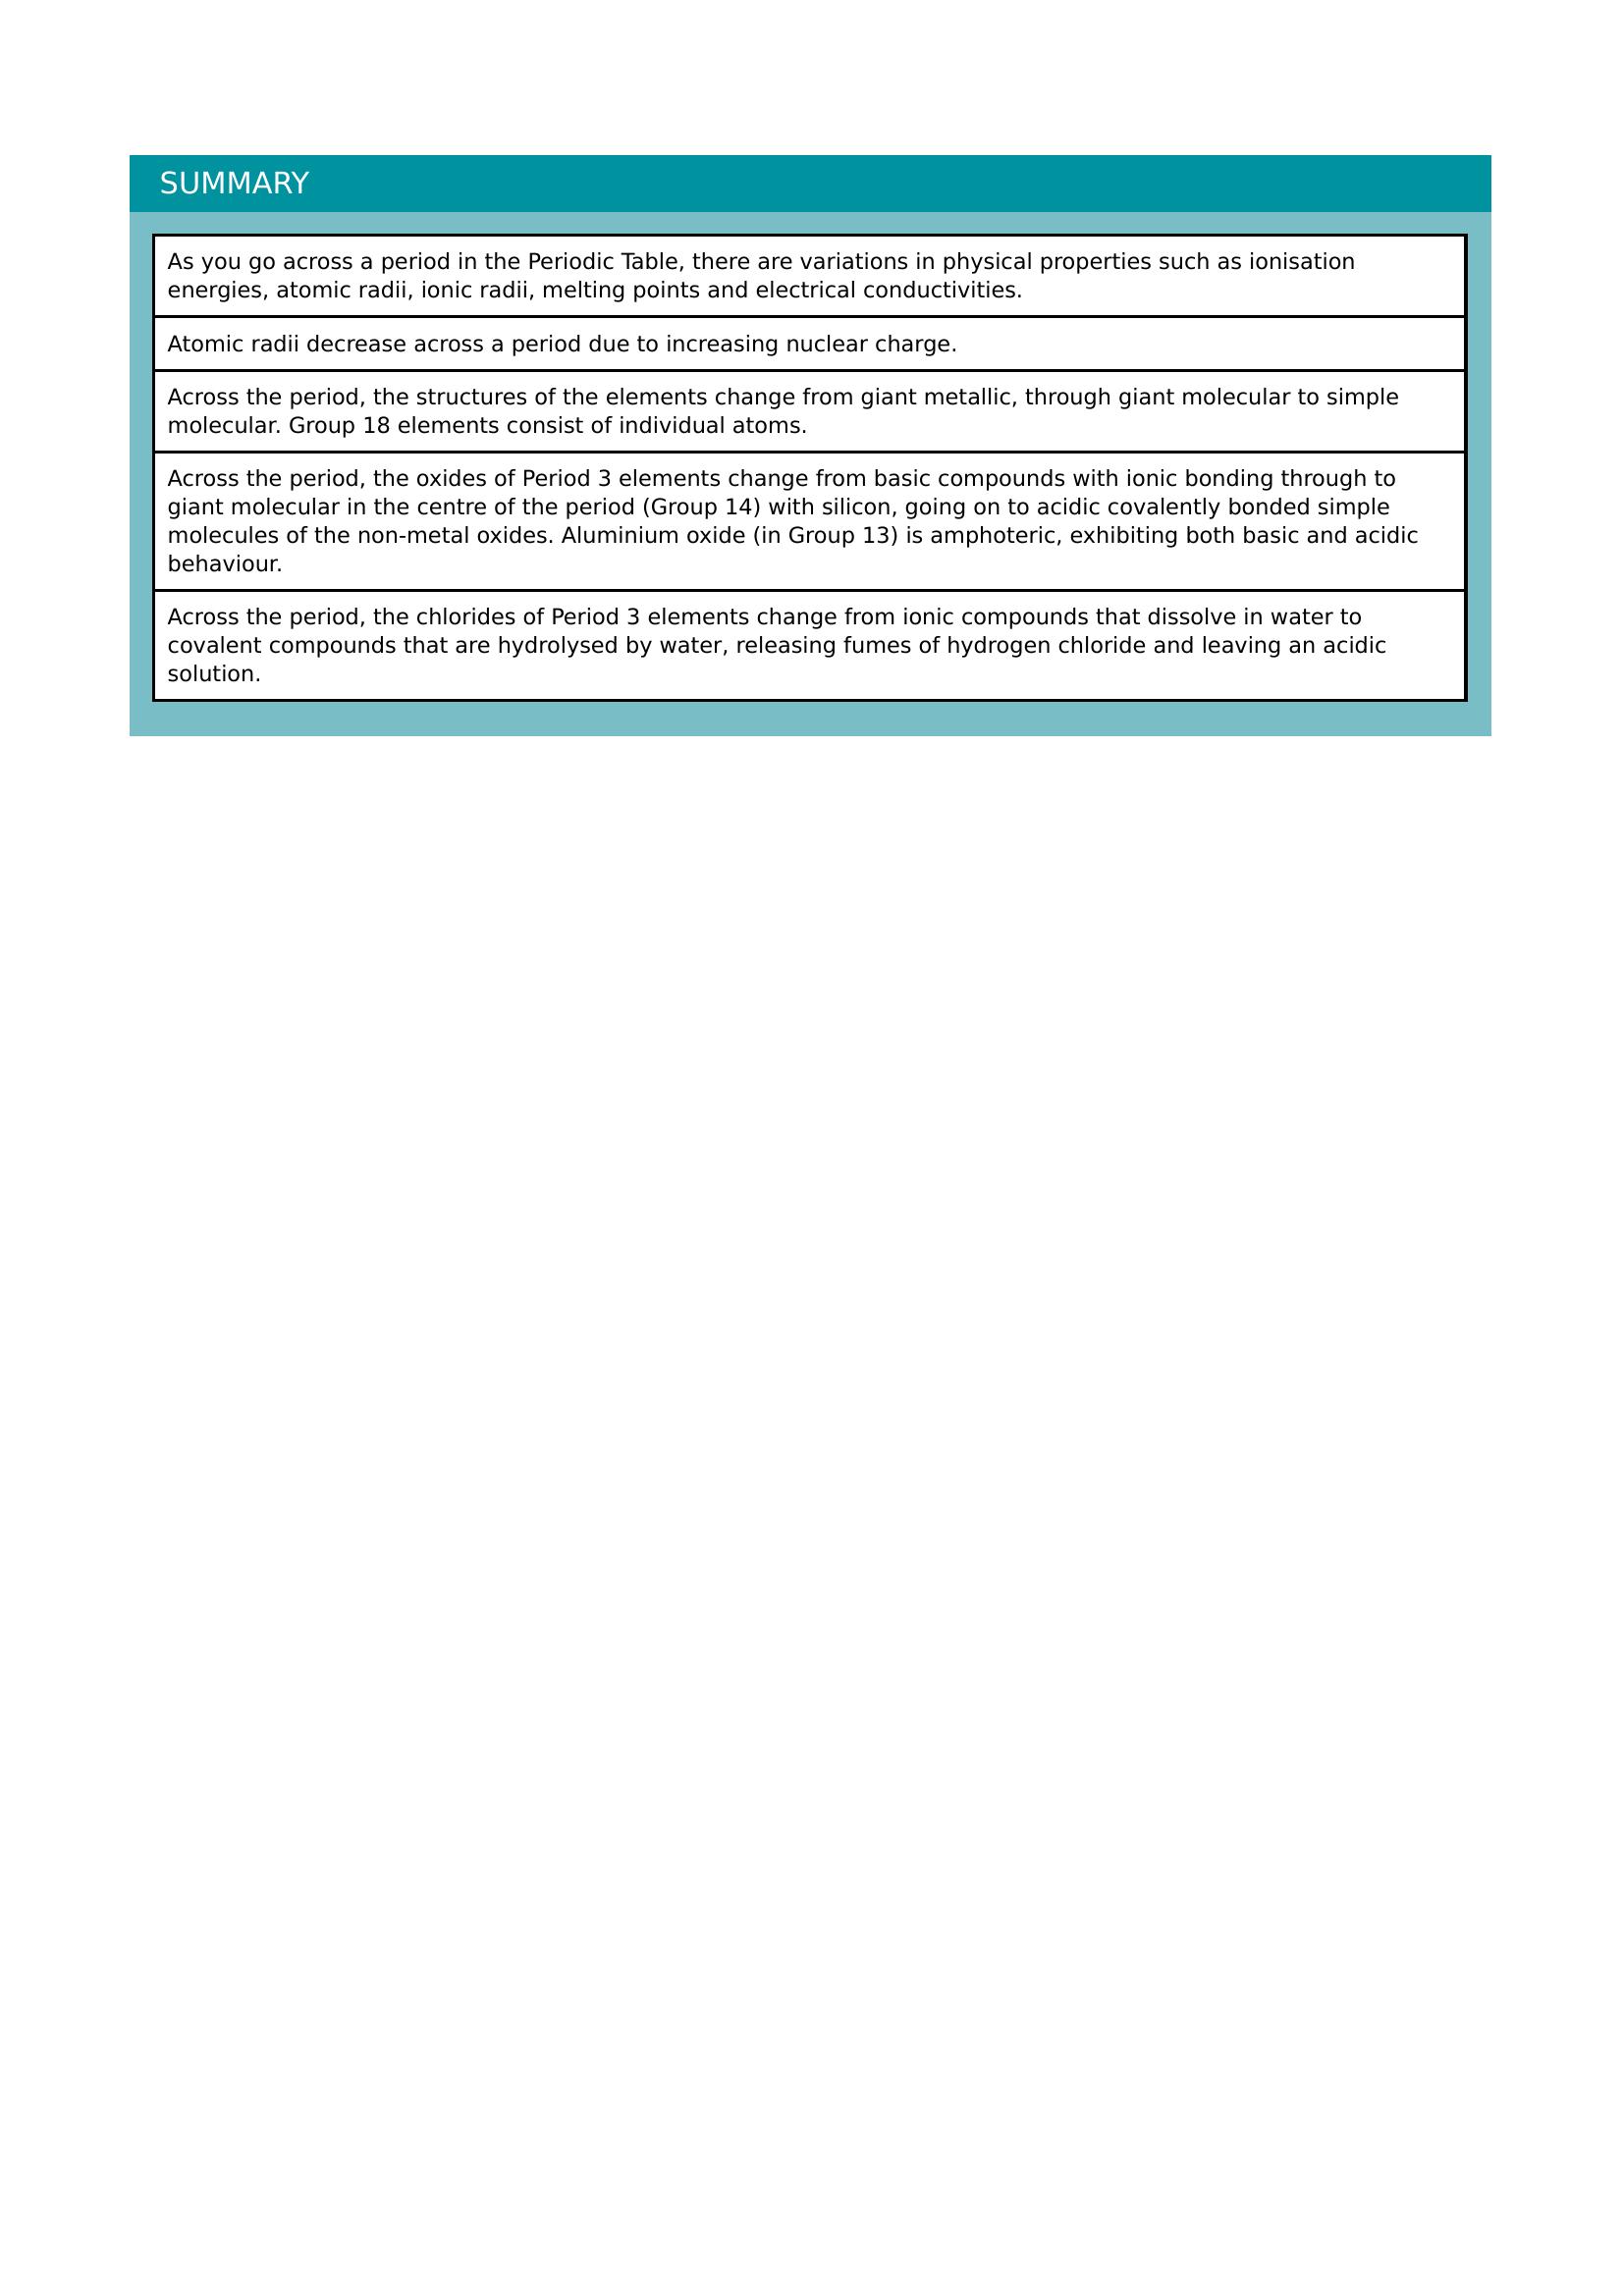 SUMMARY
As you go across a period in the Periodic Table, there are variations in physical properties such as ionisation
energies, atomic radii, ionic radii, melting points and electrical conductivities.
Atomic radii decrease across a period due to increasing nuclear charge.
Across the period, the structures of the elements change from giant metallic, through giant molecular to simple
molecular. Group 18 elements consist of individual atoms.
Across the period, the oxides of Period 3 elements change from basic compounds with ionic bonding through to
giant molecular in the centre of the period (Group 14) with silicon, going on to acidic covalently bonded simple
molecules of the non-metal oxides. Aluminium oxide (in Group 13) is amphoteric, exhibiting both basic and acidic
behaviour.
Across the period, the chlorides of Period 3 elements change from ionic compounds that dissolve in water to
covalent compounds that are hydrolysed by water, releasing fumes of hydrogen chloride and leaving an acidic
solution.